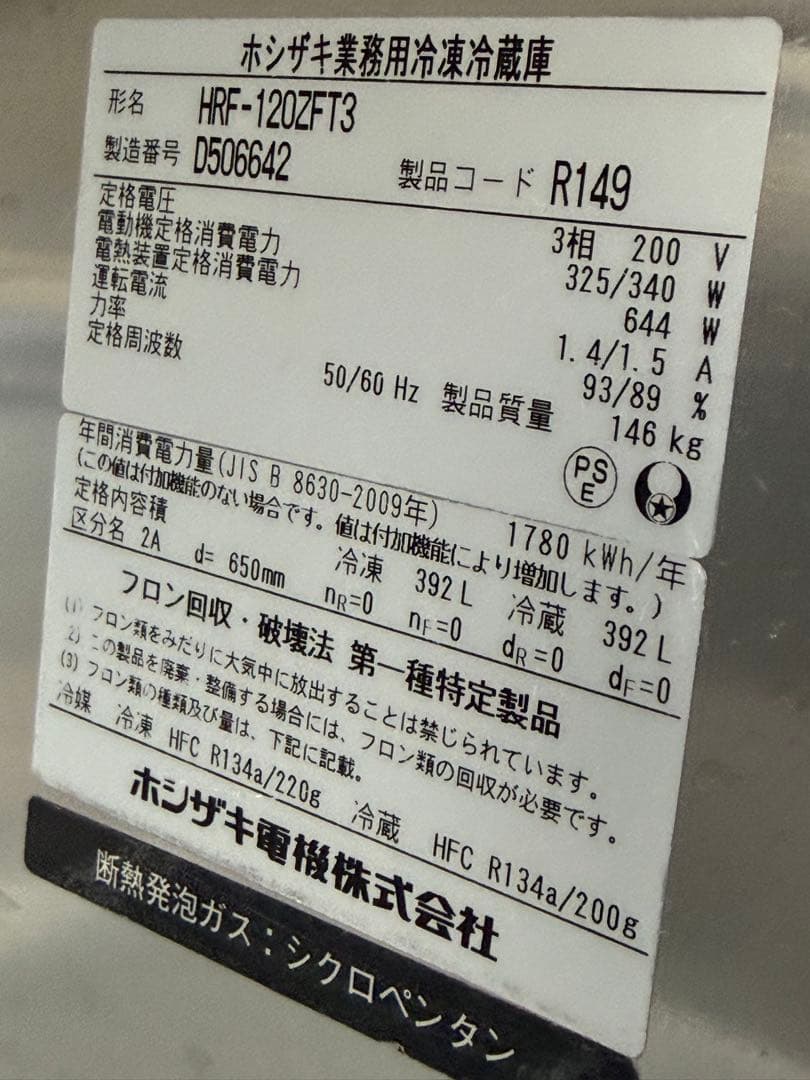 ホシザキ業務用冷凍冷蔵庫
形名 HRF-120ZFT3
製造番号 D506642 製品コード R149
定格電圧 3相 200 V
電動機定格消費電力 325/340 W
電熱装置定格消費電力 644 W
運転電流 1.4/1.5 A
力率 93/89 %
定格周波数 50/60 Hz 製品質量 146 kg
PS
E
年間消費電力量(JIS B 8630-2009年) 1780 kWh/年
(この値は付加機能のない場合です。値は付加機能により増加します。)
定格内容積 冷凍 392 L 冷蔵 392 L
区分名 2A d= 650mm nR=0 nF=0 dR=0 dF=0
フロン回収・破壊法 第一種特定製品
(1) フロン類をみだりに大気中に放出することは禁じられています。
2) この製品を廃棄・整備する場合には、フロン類の回収が必要です。
(3) フロン類の種類及び量は、下記に記載。
冷媒 冷凍 HFC R134a/220g 冷蔵 HFC R134a/200g
ホシザキ電機株式会社
断熱発泡ガス：シクロペンタン